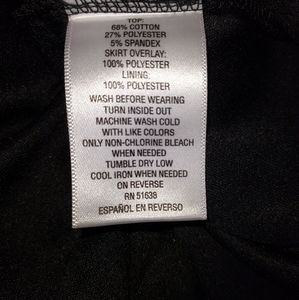 TOP:
68% COTTON
27% POLYESTER
5% SPANDEX
SKIRT OVERLAY:
100% POLYESTER
LINING:
100% POLYESTER
WASH BEFORE WEARING
TURN INSIDE OUT
MACHINE WASH COLD
WITH LIKE COLORS
ONLY NON-CHLORINE BLEACH
WHEN NEEDED
TUMBLE DRY LOW
COOL IRON WHEN NEEDED
ON REVERSE
RN 51638
ESPAÑOL EN REVERSO